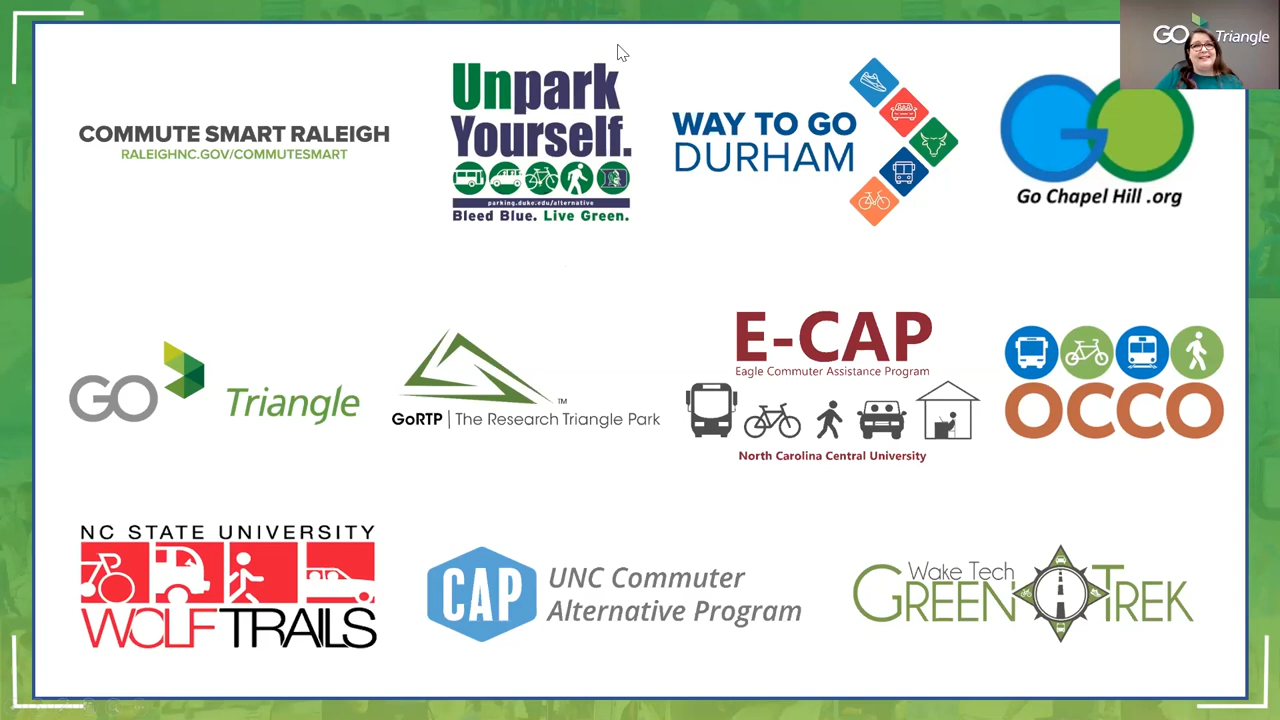 GO Triangle
COMMUTE SMART RALEIGH
RALEIGHNC.GOV/COMMUTESMART
Unpark
Yourself.
parking.duke.edu/alternative
Bleed Blue. Live Green.
WAY TO GO
DURHAM
GO
Go Chapel Hill .org
GO Triangle
TM
GoRTP | The Research Triangle Park
E-CAP
Eagle Commuter Assistance Program
North Carolina Central University
OCCO
NC STATE UNIVERSITY
WOLFTRAILS
CAP
UNC Commuter
Alternative Program
Wake Tech
GREEN TREK